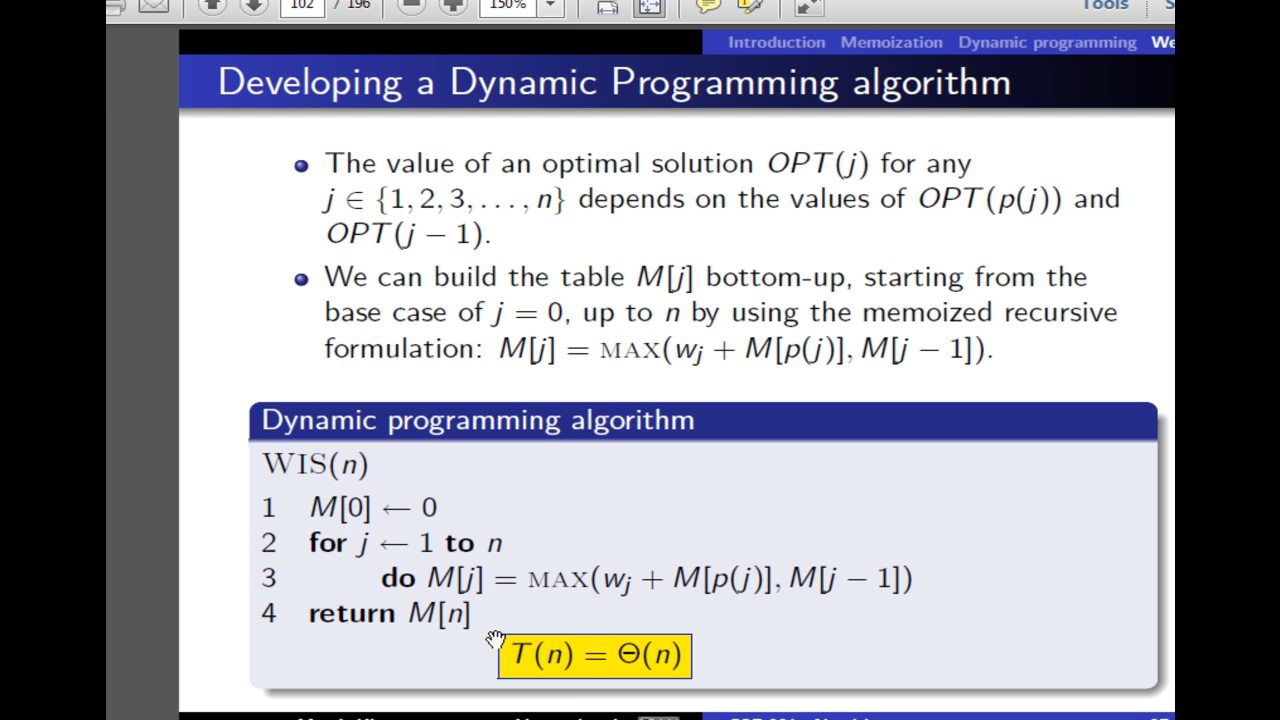 102 / 196
150%
Tools
Introduction Memoization Dynamic programming We
Developing a Dynamic Programming algorithm
The value of an optimal solution OPT(j) for any
j ∈ {1, 2, 3, . . . , n} depends on the values of OPT(p(j)) and
OPT(j − 1).
We can build the table M[j] bottom-up, starting from the
base case of j = 0, up to n by using the memoized recursive
formulation: M[j] = MAX(wⱼ + M[p(j)], M[j − 1]).
Dynamic programming algorithm
WIS(n)
1 M[0] ← 0
2 for j ← 1 to n
3 do M[j] = MAX(wⱼ + M[p(j)], M[j − 1])
4 return M[n]
T(n) = Θ(n)